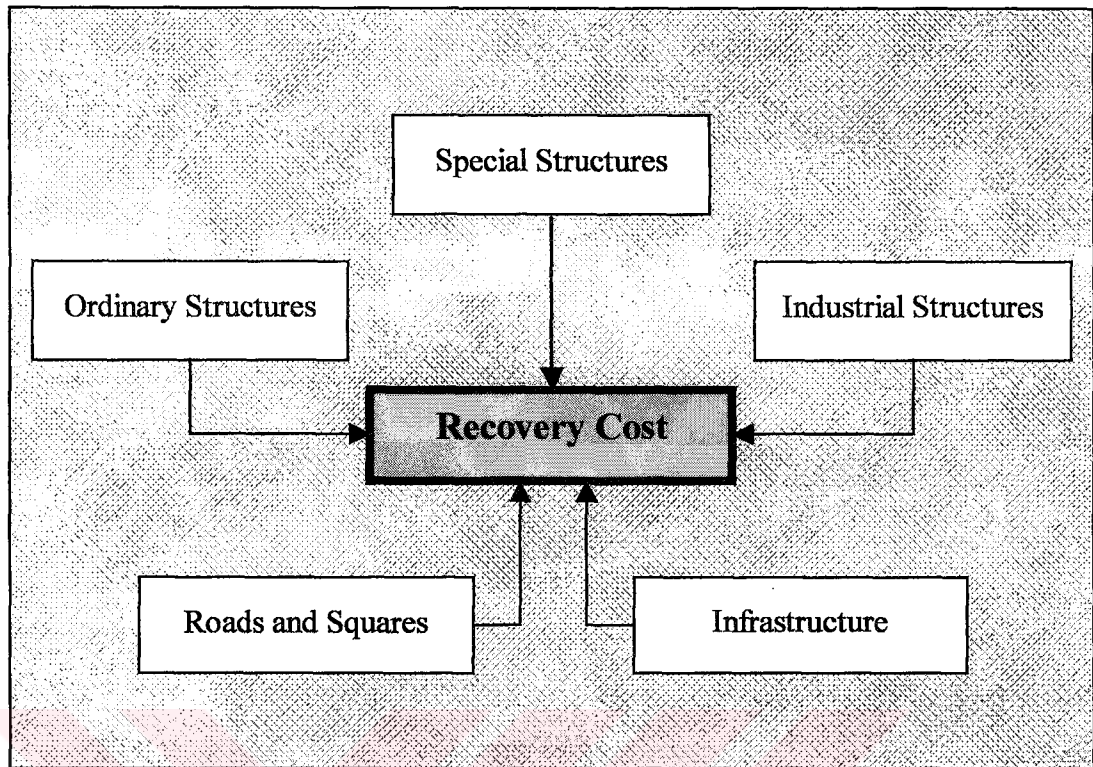 Special Structures
Ordinary Structures
Industrial Structures
Recovery Cost
Roads and Squares
Infrastructure